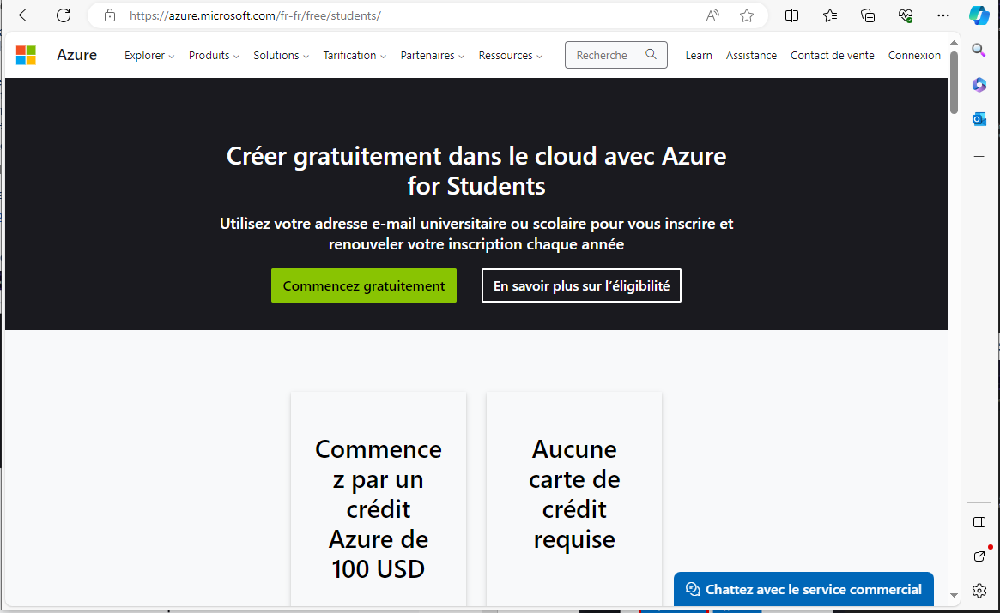 https://azure.microsoft.com/fr-fr/free/students/
Azure Explorer Produits Solutions Tarification Partenaires Ressources Recherche Learn Assistance Contact de vente Connexion
Créer gratuitement dans le cloud avec Azure
for Students
Utilisez votre adresse e-mail universitaire ou scolaire pour vous inscrire et
renouveler votre inscription chaque année
Commencez gratuitement En savoir plus sur l’éligibilité
Commence
z par un
crédit
Azure de
100 USD
Aucune
carte de
crédit
requise
Chattez avec le service commercial